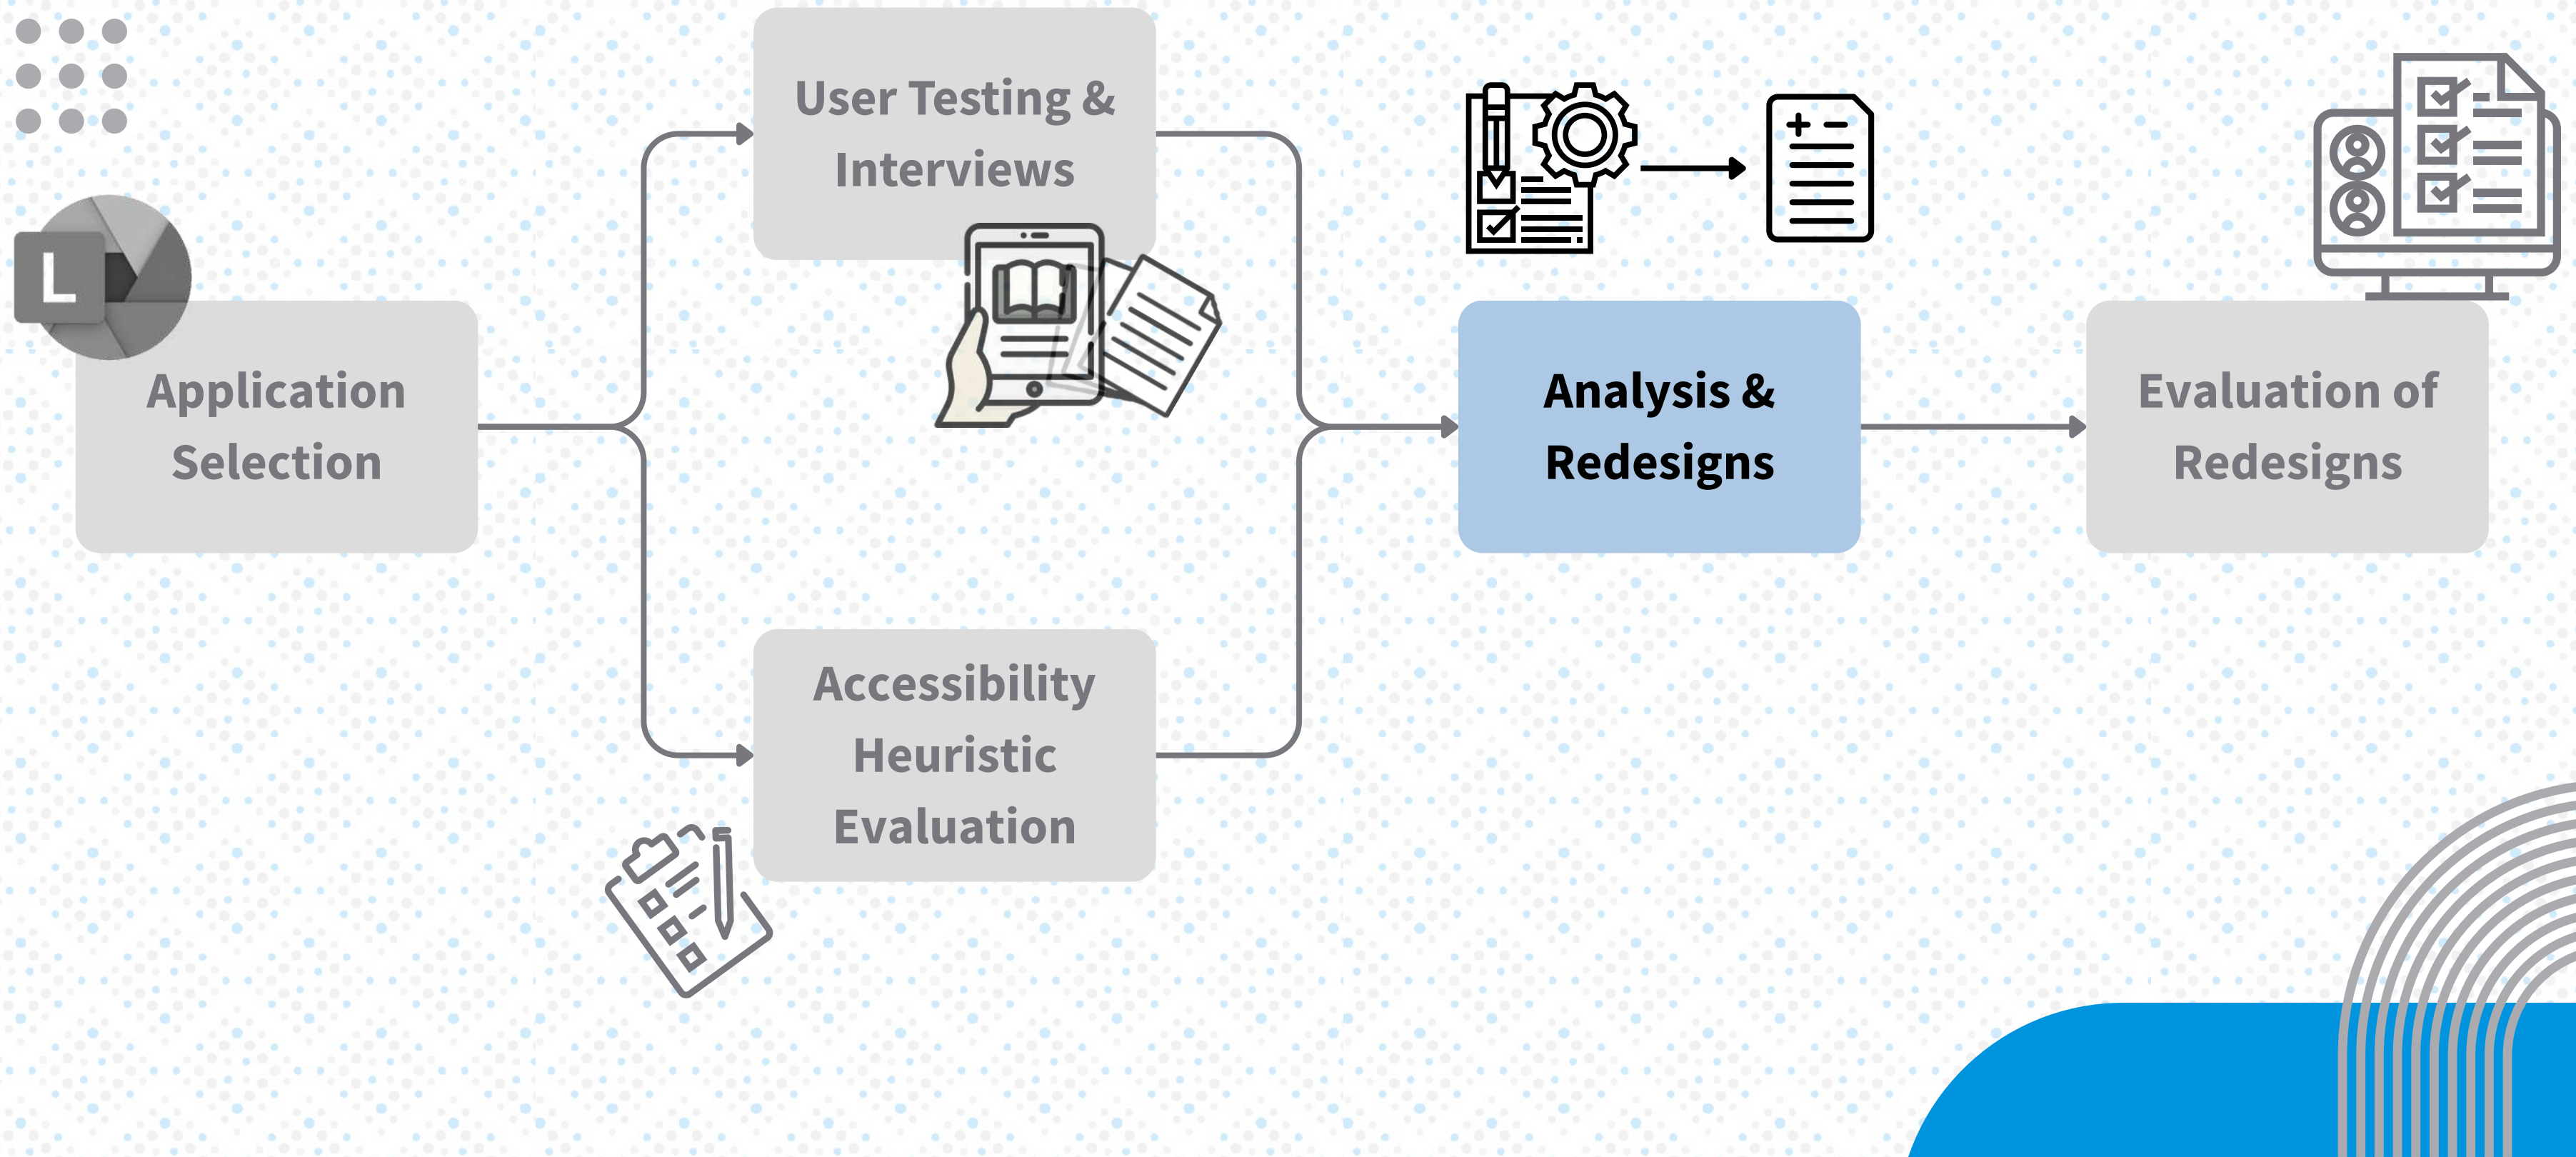 User Testing &
Interviews
L
Application
Selection
Analysis &
Redesigns
Evaluation of
Redesigns
Accessibility
Heuristic
Evaluation